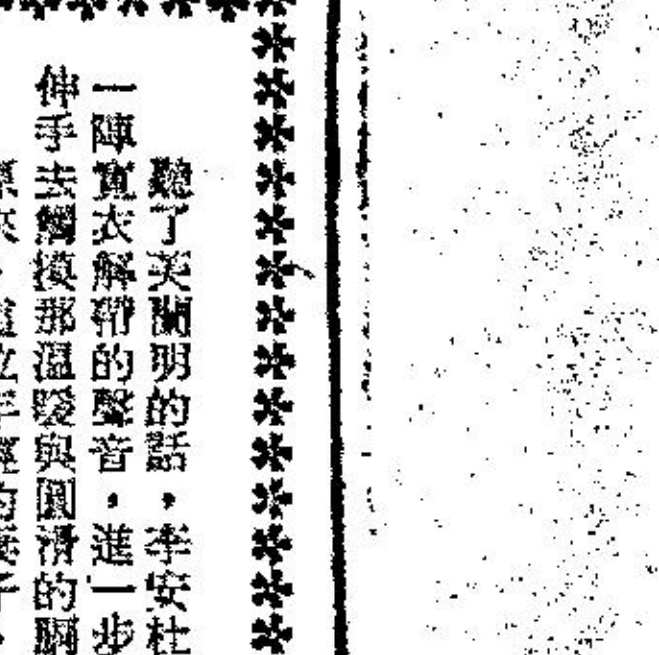 聽了美蘭明的話，李安杜
一陣寬衣解帶的聲音，進一步
伸手去觸摸那溫暖與圓滑的胴